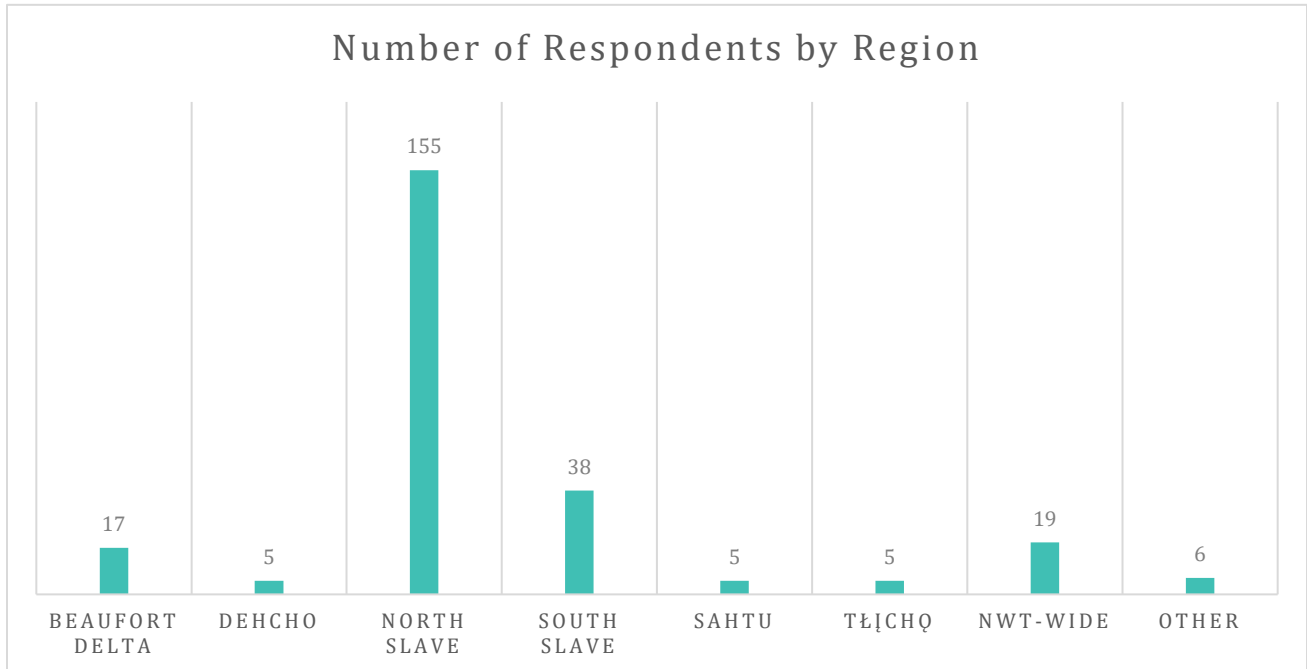 Number of Respondents by Region
155
38
17
19
5
5
5
6
BEAUFORT DELTA
DEHCHO
NORTH SLAVE
SOUTH SLAVE
SAHTU
TŁĮCHǪ
NWT-WIDE
OTHER